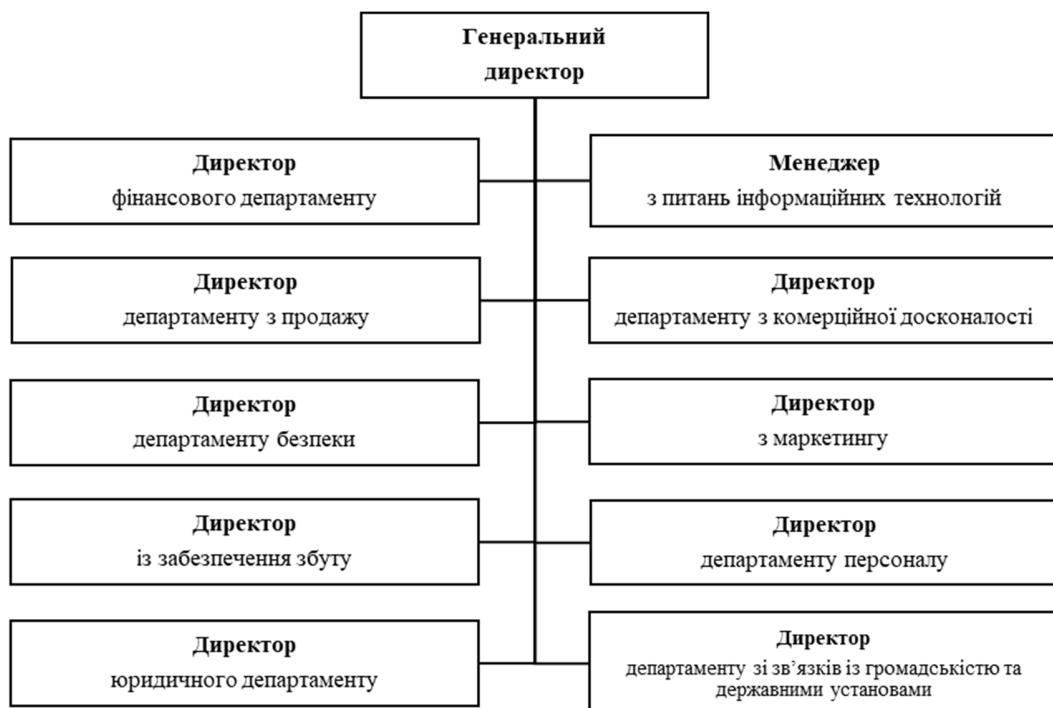 Генеральний
директор
Директор
фінансового департаменту
Менеджер
з питань інформаційних технологій
Директор
департаменту з продажу
Директор
департаменту з комерційної досконалості
Директор
департаменту безпеки
Директор
з маркетингу
Директор
із забезпечення збуту
Директор
департаменту персоналу
Директор
юридичного департаменту
Директор
департаменту зі зв’язків із громадськістю та
державними установами